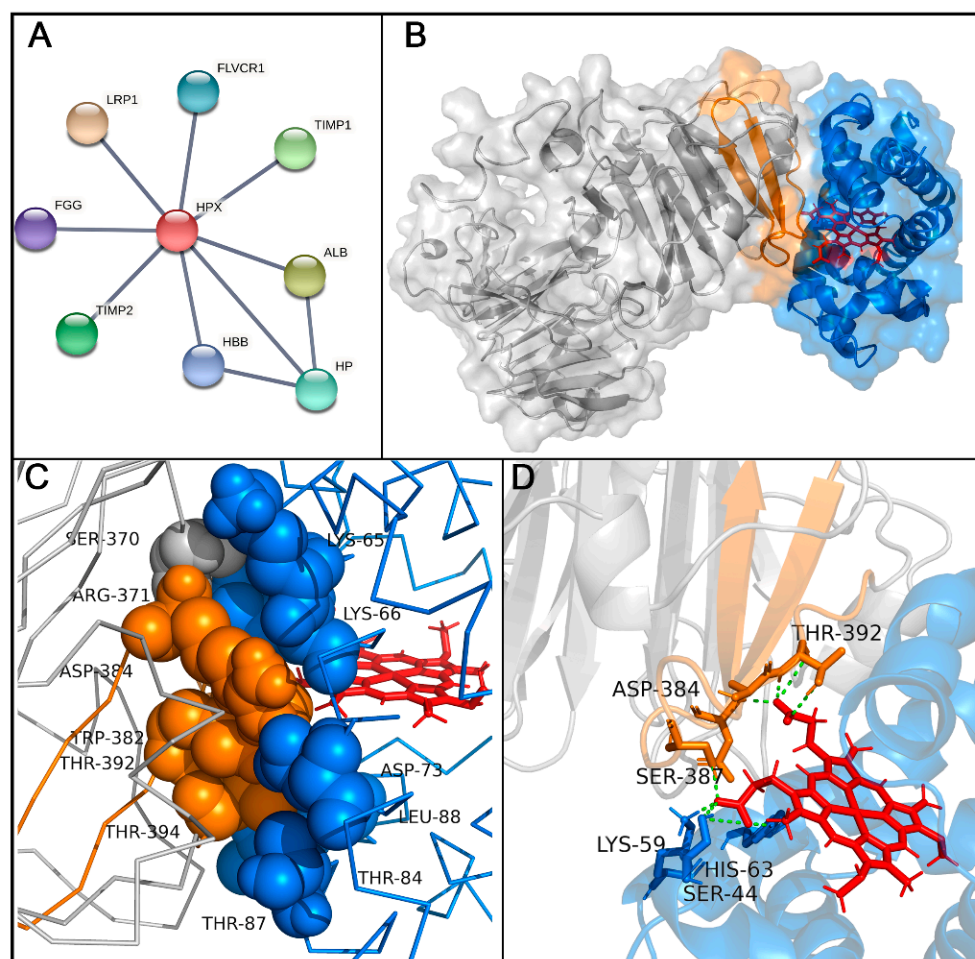 A
FLVCR1
LRP1
TIMP1
FGG
HPX
ALB
TIMP2
HBB
HP
B
C
SER-370
LYS-65
ARG-371
LYS-66
ASP-384
TRP-382
THR-392
ASP-73
THR-394
LEU-88
THR-84
THR-87
D
THR-392
ASP-384
SER-387
LYS-59
HIS-63
SER-44